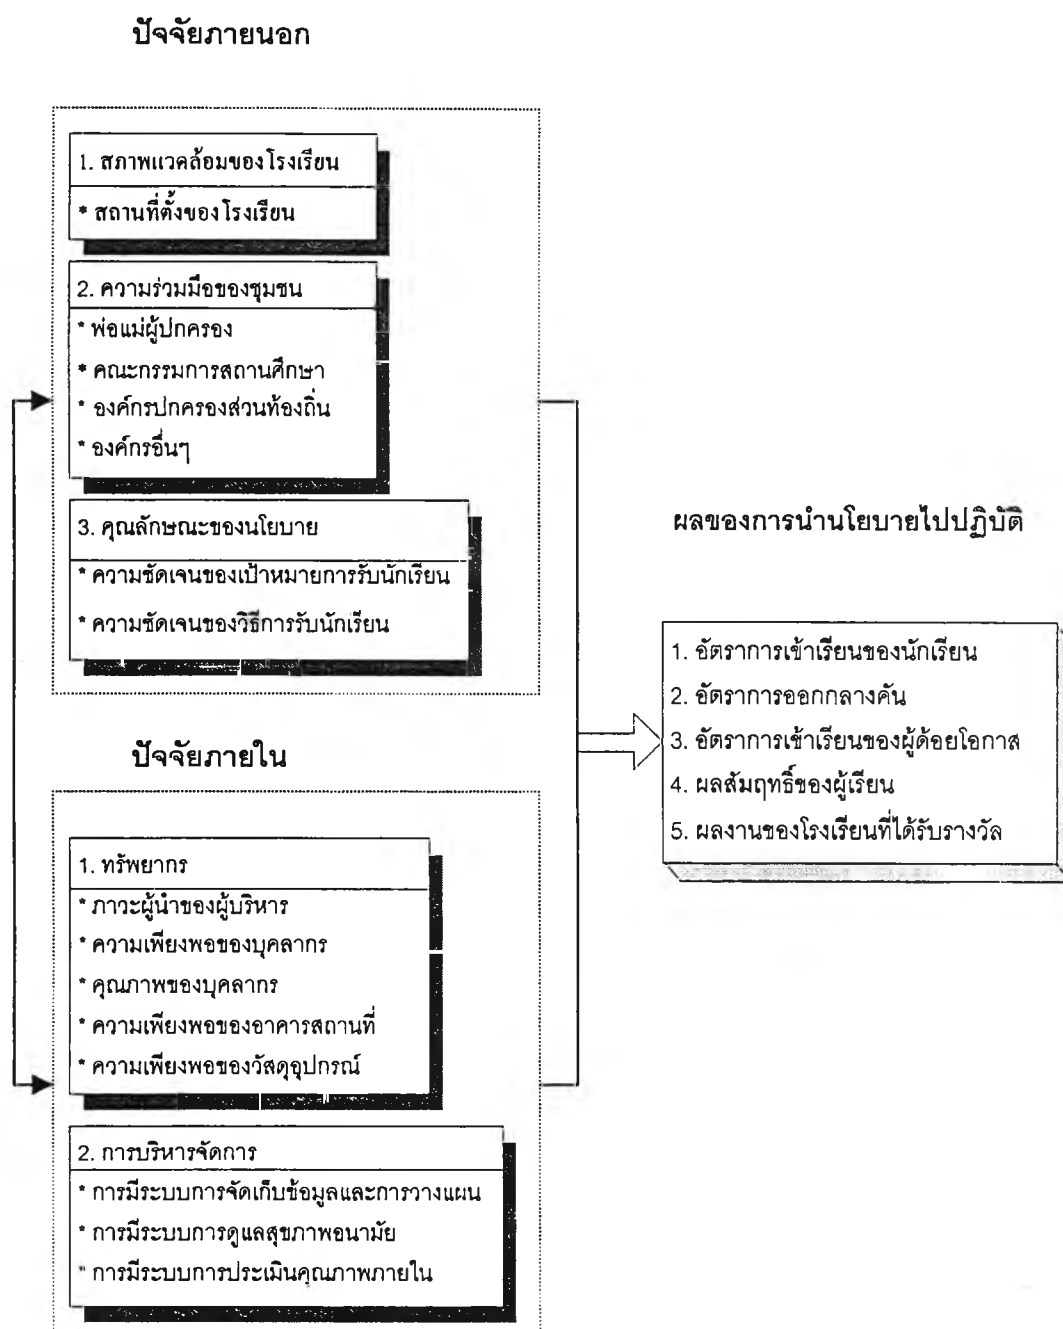 ปัจจัยภายนอก
1. สภาพแวดล้อมของโรงเรียน
* สถานที่ตั้งของโรงเรียน
2. ความร่วมมือของชุมชน
* พ่อแม่ผู้ปกครอง
* คณะกรรมการสถานศึกษา
* องค์กรปกครองส่วนท้องถิ่น
* องค์กรอื่นๆ
3. คุณลักษณะของนโยบาย
* ความชัดเจนของเป้าหมายการรับนักเรียน
* ความชัดเจนของวิธีการรับนักเรียน
ปัจจัยภายใน
1. ทรัพยากร
* ภาวะผู้นำของผู้บริหาร
* ความเพียงพอของบุคลากร
* คุณภาพของบุคลากร
* ความเพียงพอของอาคารสถานที่
* ความเพียงพอของวัสดุอุปกรณ์
2. การบริหารจัดการ
* การมีระบบการจัดเก็บข้อมูลและการวางแผน
* การมีระบบการดูแลสุขภาพอนามัย
* การมีระบบการประเมินคุณภาพภายใน
ผลของการนำนโยบายไปปฏิบัติ
1. อัตราการเข้าเรียนของนักเรียน
2. อัตราการออกกลางคัน
3. อัตราการเข้าเรียนของผู้ด้อยโอกาส
4. ผลสัมฤทธิ์ของผู้เรียน
5. ผลงานของโรงเรียนที่ได้รับรางวัล